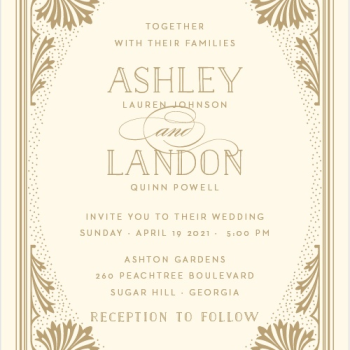 TOGETHER
WITH THEIR FAMILIES
ASHLEY
LAUREN JOHNSON
and
LANDON
QUINN POWELL
INVITE YOU TO THEIR WEDDING
SUNDAY · APRIL 19 2021 · 5:00 PM
ASHTON GARDENS
260 PEACHTREE BOULEVARD
SUGAR HILL · GEORGIA
RECEPTION TO FOLLOW